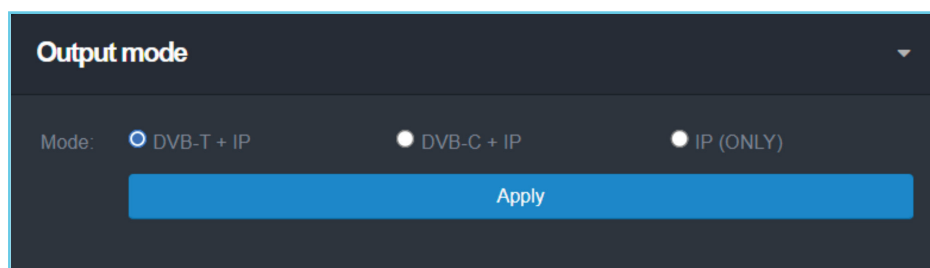 Output mode
Mode: DVB-T + IP DVB-C + IP IP (ONLY)
Apply